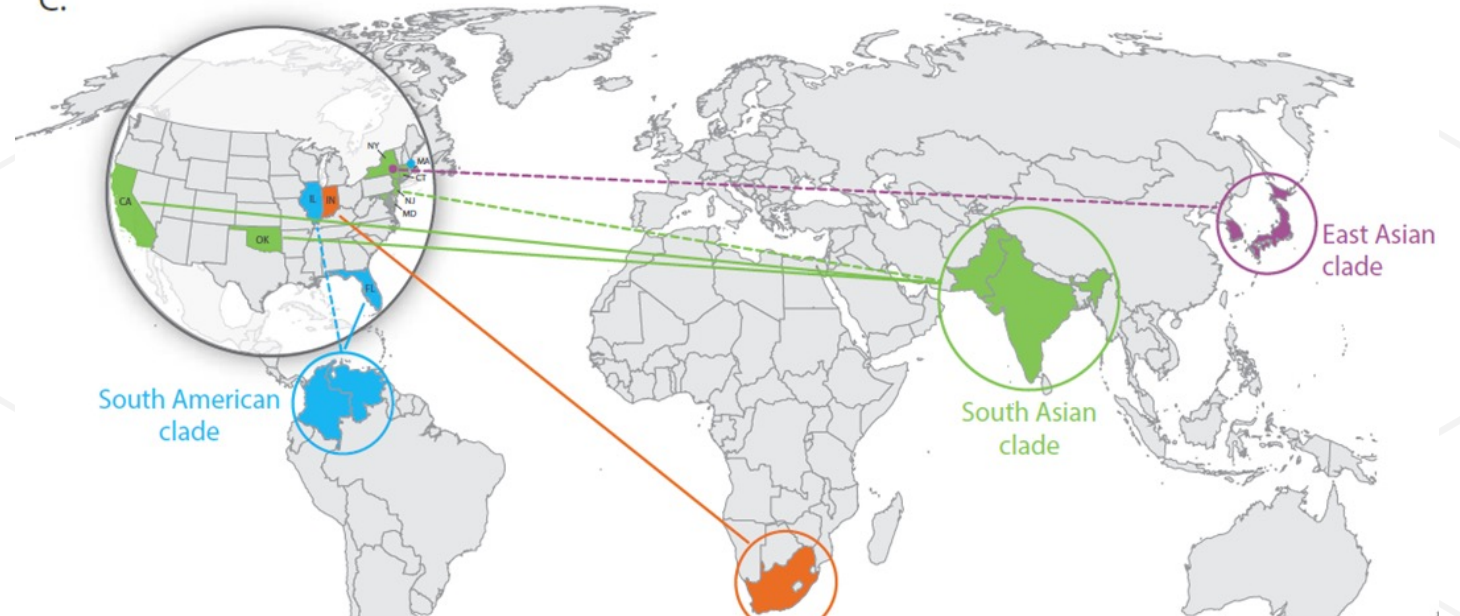 C.
NY
MA
CT
NJ
MD
CA
IL
IN
OK
FL
East Asian
clade
South American
clade
South Asian
clade